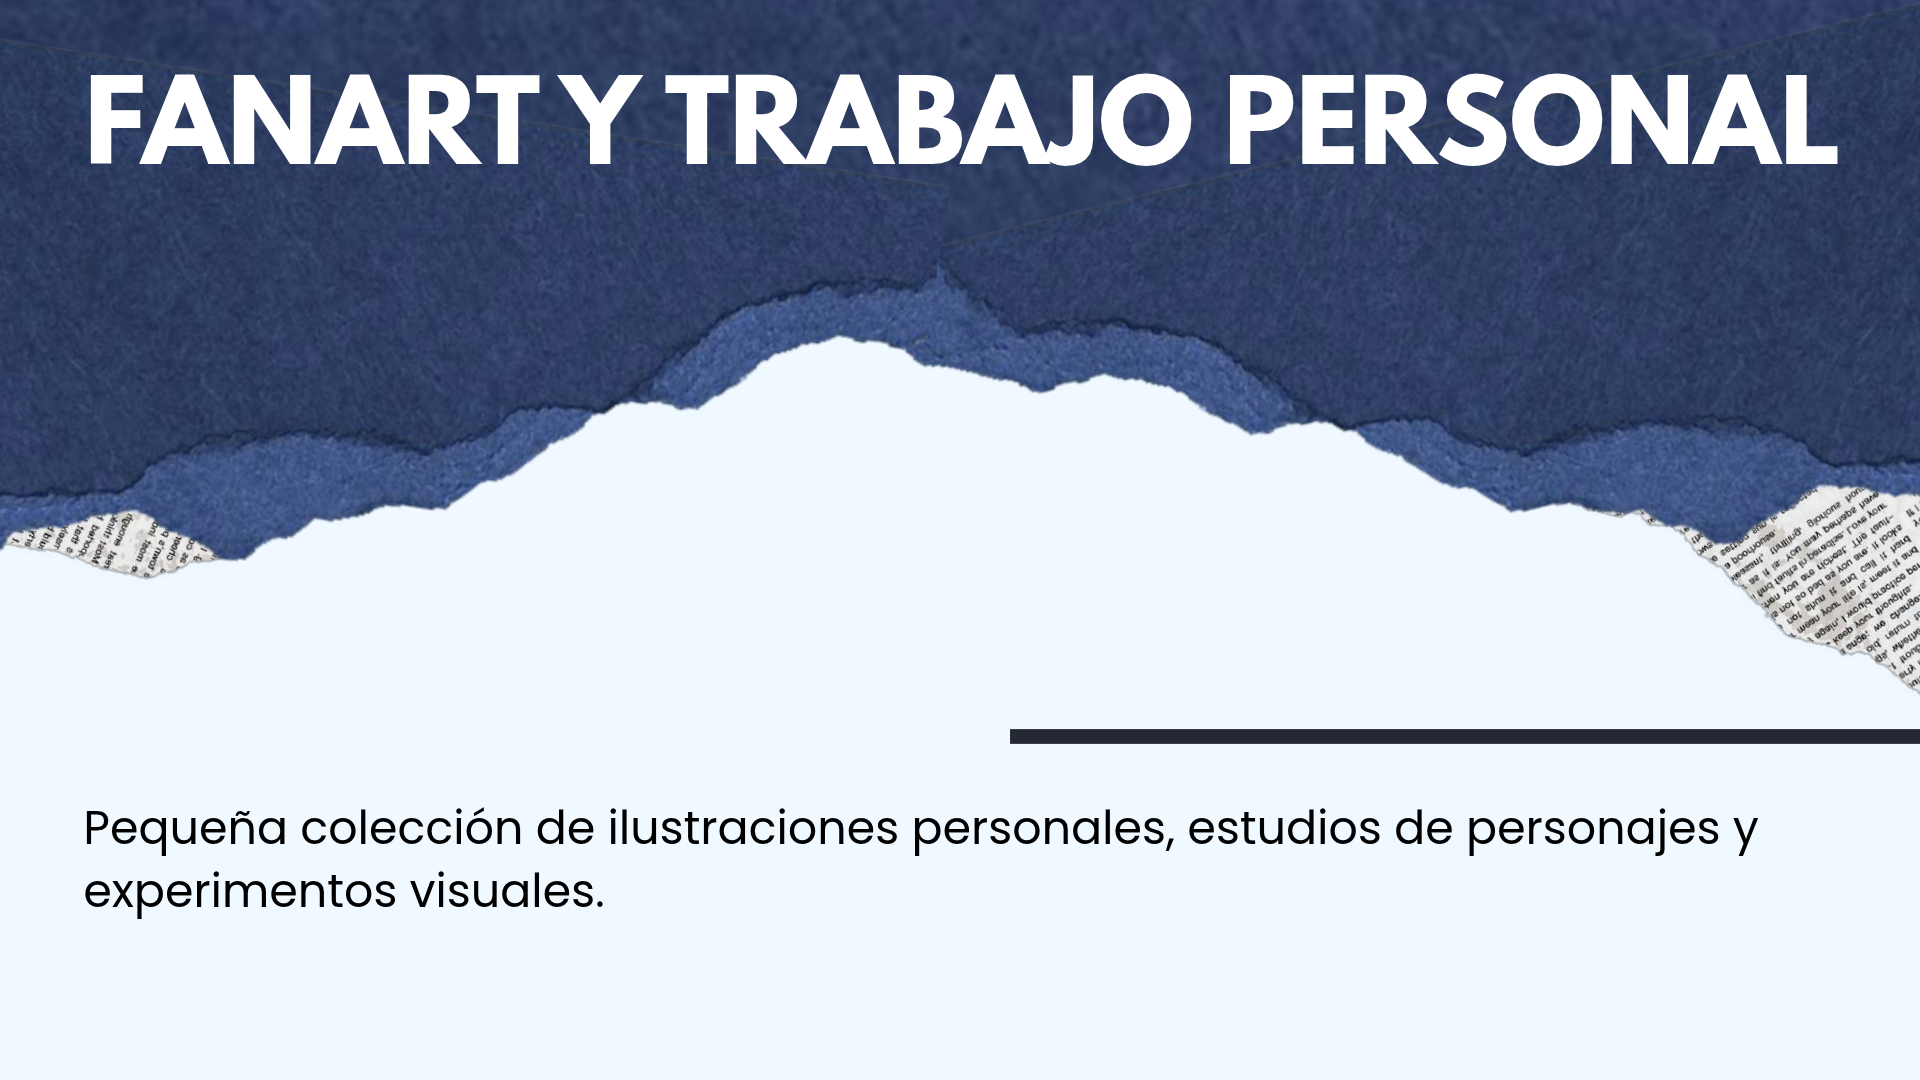 FANART Y TRABAJO PERSONAL
Pequeña colección de ilustraciones personales, estudios de personajes y
experimentos visuales.